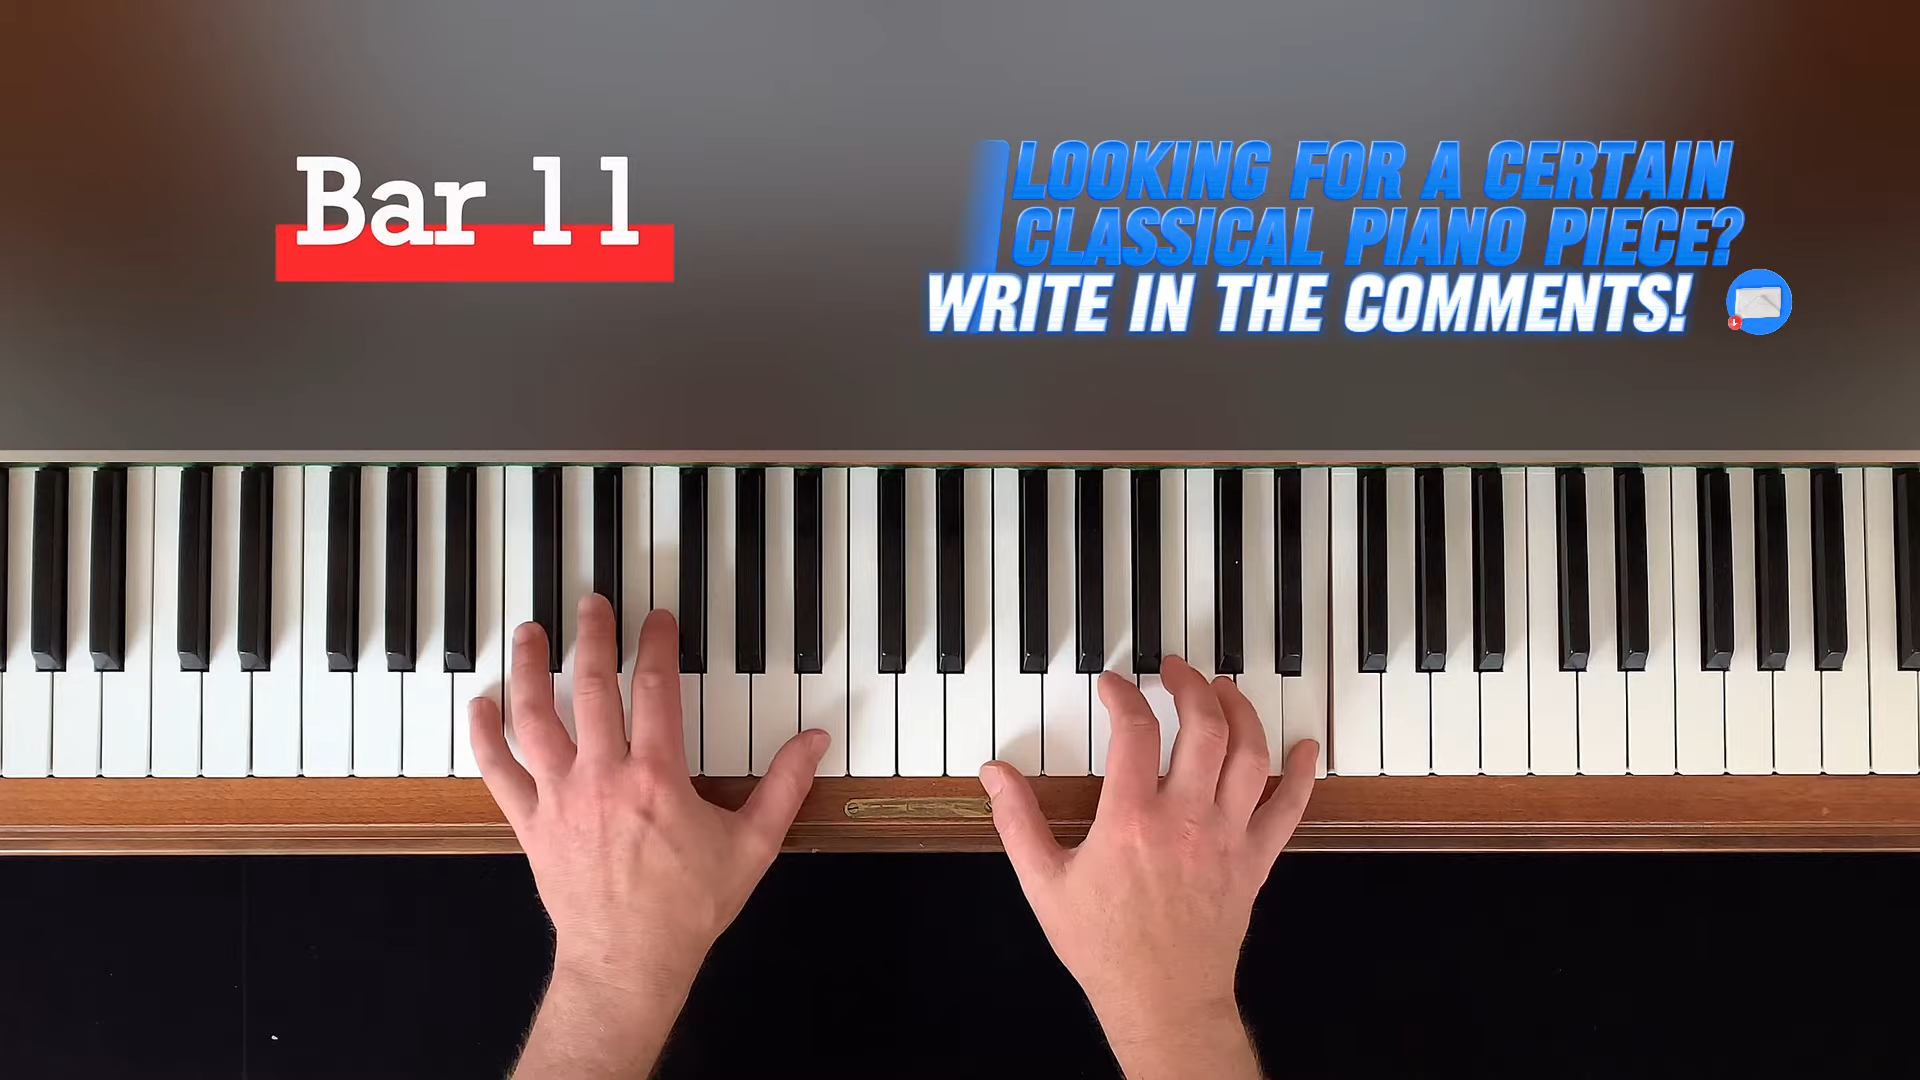 Bar 11
LOOKING FOR A CERTAIN
CLASSICAL PIANO PIECE?
WRITE IN THE COMMENTS!